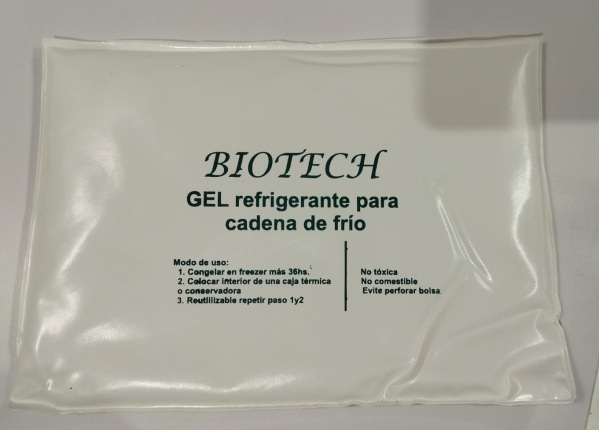 BIOTECH
GEL refrigerante para
cadena de frío
Modo de uso:
1. Congelar en freezer más 36hs.
2. Colocar interior de una caja térmica
o conservadora
3. Reutilizable repetir paso 1y2
No tóxica
No comestible
Evite perforar bolsa.